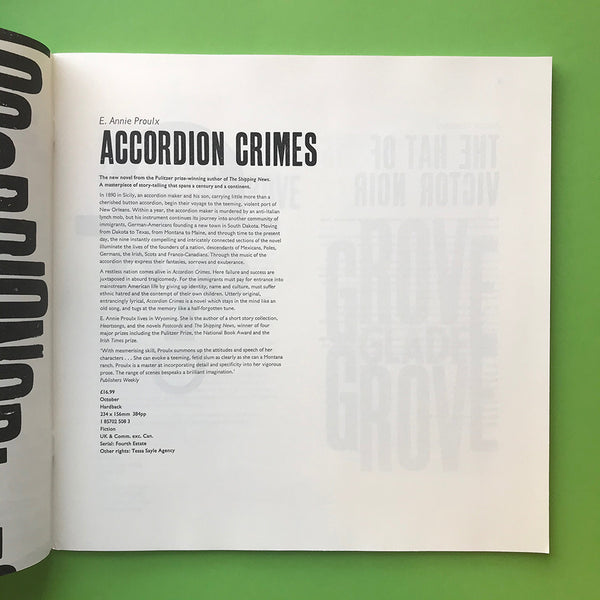 E. Annie Proulx
ACCORDION CRIMES
The new novel from the Pulitzer prize-winning author of The Shipping News.
A masterpiece of story-telling that spans a century and a continent.
In 1890 in Sicily, an accordion maker and his son, carrying little more than a
cherished button accordion, begin their voyage to the teeming, violent port of
New Orleans. Within a year, the accordion maker is murdered by an anti-Italian
lynch mob, but his instrument continues its journey into another community of
immigrants, German-Americans founding a new town in South Dakota. Moving
from Dakota to Texas, from Montana to Maine, and through time to the present
day, the nine instantly compelling and intricately connected sections of the novel
illuminate the lives of the founders of a nation, descendants of Mexicans, Poles,
Germans, the Irish, Scots and Franco-Canadians. Through the music of the
accordion they express their fantasies, sorrows and exuberance.
A restless nation comes alive in Accordion Crimes. Here failure and success are
juxtaposed in absurd tragicomedy. For the immigrants must pay for entrance into
mainstream American life by giving up identity, name and culture, must suffer
ethnic hatred and the contempt of their own children. Utterly original,
entrancingly lyrical, Accordion Crimes is a novel which stays in the mind like an
old song, and tugs at the memory like a half-forgotten tune.
E. Annie Proulx lives in Wyoming. She is the author of a short story collection,
Heartsongs, and the novels Postcards and The Shipping News, winner of four
major prizes including the Pulitzer Prize, the National Book Award and the
Irish Times prize.
'With mesmerising skill, Proulx summons up the attitudes and speech of her
characters . . . She can evoke a teeming, fetid slum as clearly as she can a Montana
ranch. Proulx is a master at incorporating detail and specificity into her vigorous
prose. The range of scenes bespeaks a brilliant imagination.'
Publishers Weekly
£16.99
October
Hardback
234 x 156mm 384pp
1 85702 508 3
Fiction
UK & Comm. exc. Can.
Serial: Fourth Estate
Other rights: Tessa Sayle Agency
THE HAT OF
VICTOR NOIR